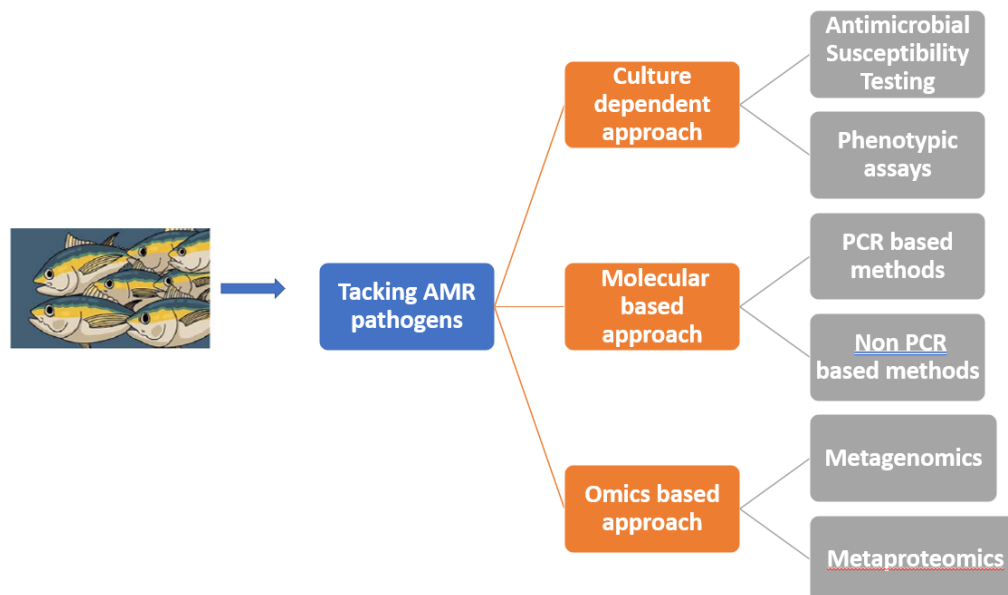 Tacking AMR
pathogens
Culture
dependent
approach
Antimicrobial
Susceptibility
Testing
Phenotypic
assays
Molecular
based
approach
PCR based
methods
Non PCR
based methods
Omics based
approach
Metagenomics
Metaproteomics